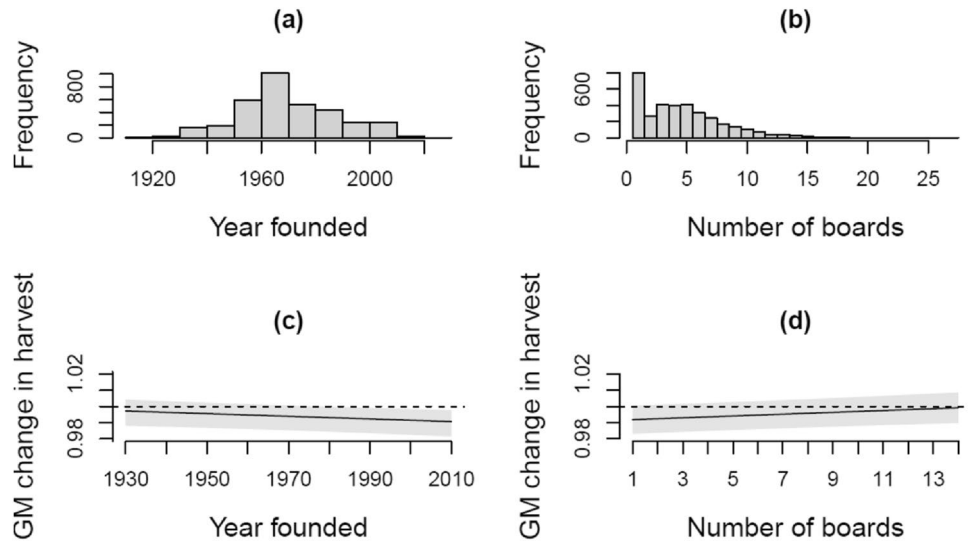 (a)
Frequency
800
0
1920 1960 2000
Year founded
(b)
Frequency
600
0
0 5 10 15 20 25
Number of boards
(c)
GM change in harvest
1.02
0.98
1930 1950 1970 1990 2010
Year founded
(d)
GM change in harvest
1.02
0.98
1 3 5 7 9 11 13
Number of boards